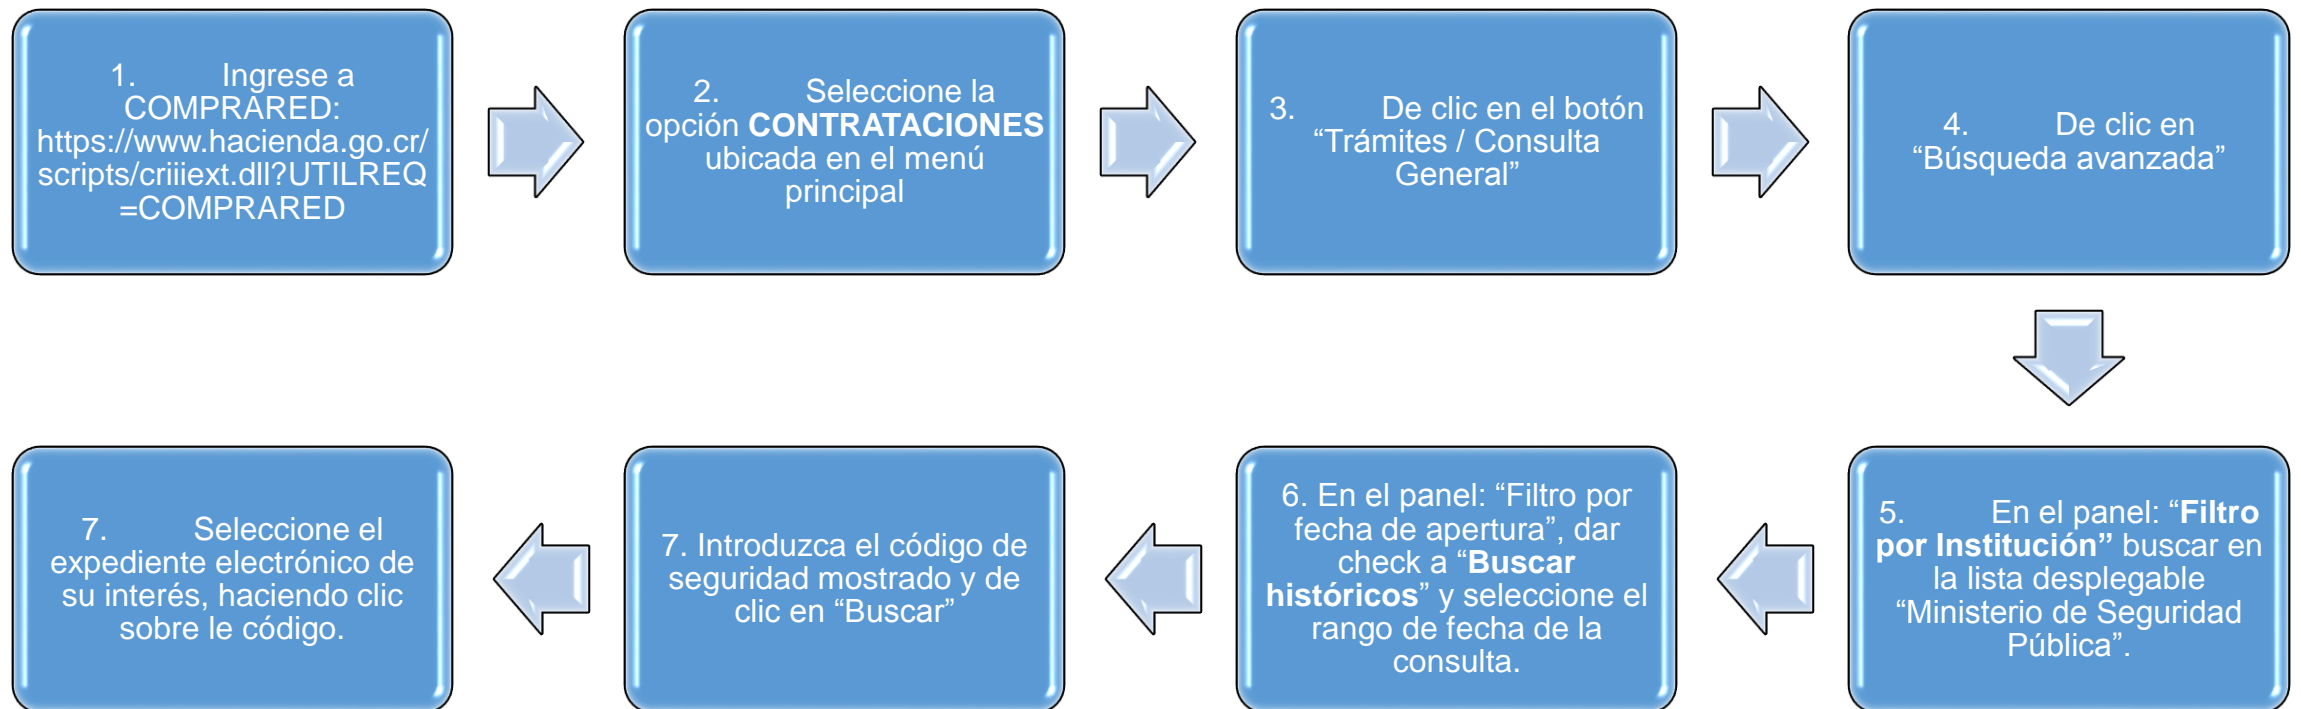 1. Ingrese a
COMPRARED:
https://www.hacienda.go.cr/
scripts/criiiext.dll?UTILREQ
=COMPRARED
2. Seleccione la
opción CONTRATACIONES
ubicada en el menú
principal
3. De clic en el botón
“Trámites / Consulta
General”
4. De clic en
“Búsqueda avanzada”
5. En el panel: “Filtro
por Institución” buscar en
la lista desplegable
“Ministerio de Seguridad
Pública”.
6. En el panel: “Filtro por
fecha de apertura”, dar
check a “Buscar
históricos” y seleccione el
rango de fecha de la
consulta.
7. Introduzca el código de
seguridad mostrado y de
clic en “Buscar”
7. Seleccione el
expediente electrónico de
su interés, haciendo clic
sobre le código.